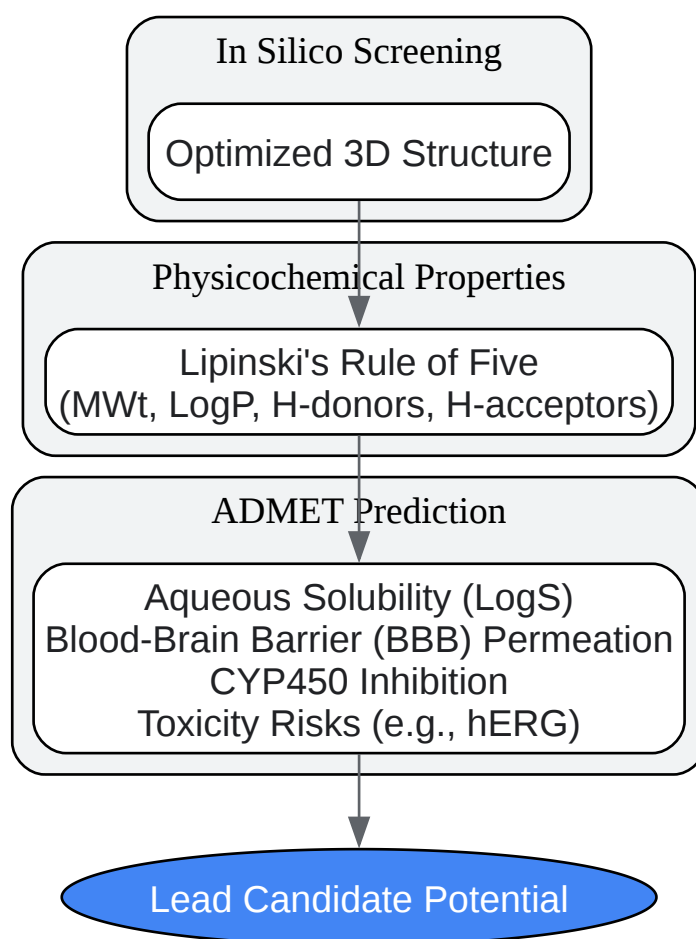 In Silico Screening
Optimized 3D Structure
Physicochemical Properties
Lipinski's Rule of Five
(MWt, LogP, H-donors, H-acceptors)
ADMET Prediction
Aqueous Solubility (LogS)
Blood-Brain Barrier (BBB) Permeation
CYP450 Inhibition
Toxicity Risks (e.g., hERG)
Lead Candidate Potential